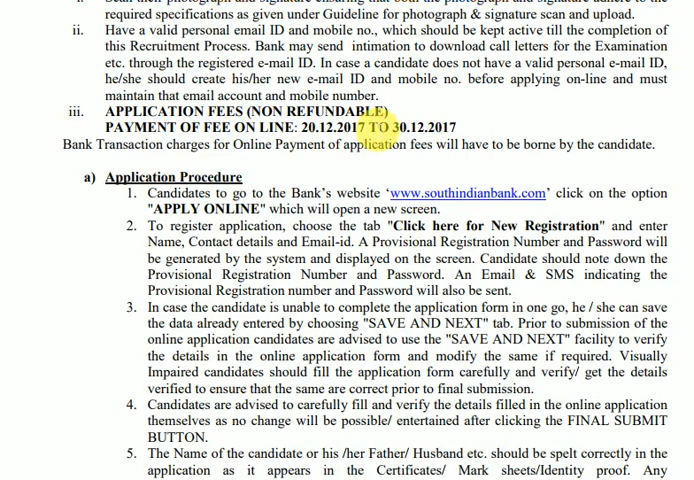 i. Scan their photograph and signature ensuring that both the photograph and signature adhere to the
required specifications as given under Guideline for photograph & signature scan and upload.
ii. Have a valid personal email ID and mobile no., which should be kept active till the completion of
this Recruitment Process. Bank may send intimation to download call letters for the Examination
etc. through the registered e-mail ID. In case a candidate does not have a valid personal e-mail ID,
he/she should create his/her new e-mail ID and mobile no. before applying on-line and must
maintain that email account and mobile number.
iii. APPLICATION FEES (NON REFUNDABLE)
PAYMENT OF FEE ON LINE: 20.12.2017 TO 30.12.2017
Bank Transaction charges for Online Payment of application fees will have to be borne by the candidate.
a) Application Procedure
1. Candidates to go to the Bank's website ‘www.southindianbank.com’ click on the option
"APPLY ONLINE" which will open a new screen.
2. To register application, choose the tab "Click here for New Registration" and enter
Name, Contact details and Email-id. A Provisional Registration Number and Password will
be generated by the system and displayed on the screen. Candidate should note down the
Provisional Registration Number and Password. An Email & SMS indicating the
Provisional Registration number and Password will also be sent.
3. In case the candidate is unable to complete the application form in one go, he / she can save
the data already entered by choosing "SAVE AND NEXT" tab. Prior to submission of the
online application candidates are advised to use the "SAVE AND NEXT" facility to verify
the details in the online application form and modify the same if required. Visually
Impaired candidates should fill the application form carefully and verify/ get the details
verified to ensure that the same are correct prior to final submission.
4. Candidates are advised to carefully fill and verify the details filled in the online application
themselves as no change will be possible/ entertained after clicking the FINAL SUBMIT
BUTTON.
5. The Name of the candidate or his /her Father/ Husband etc. should be spelt correctly in the
application as it appears in the Certificates/ Mark sheets/Identity proof. Any